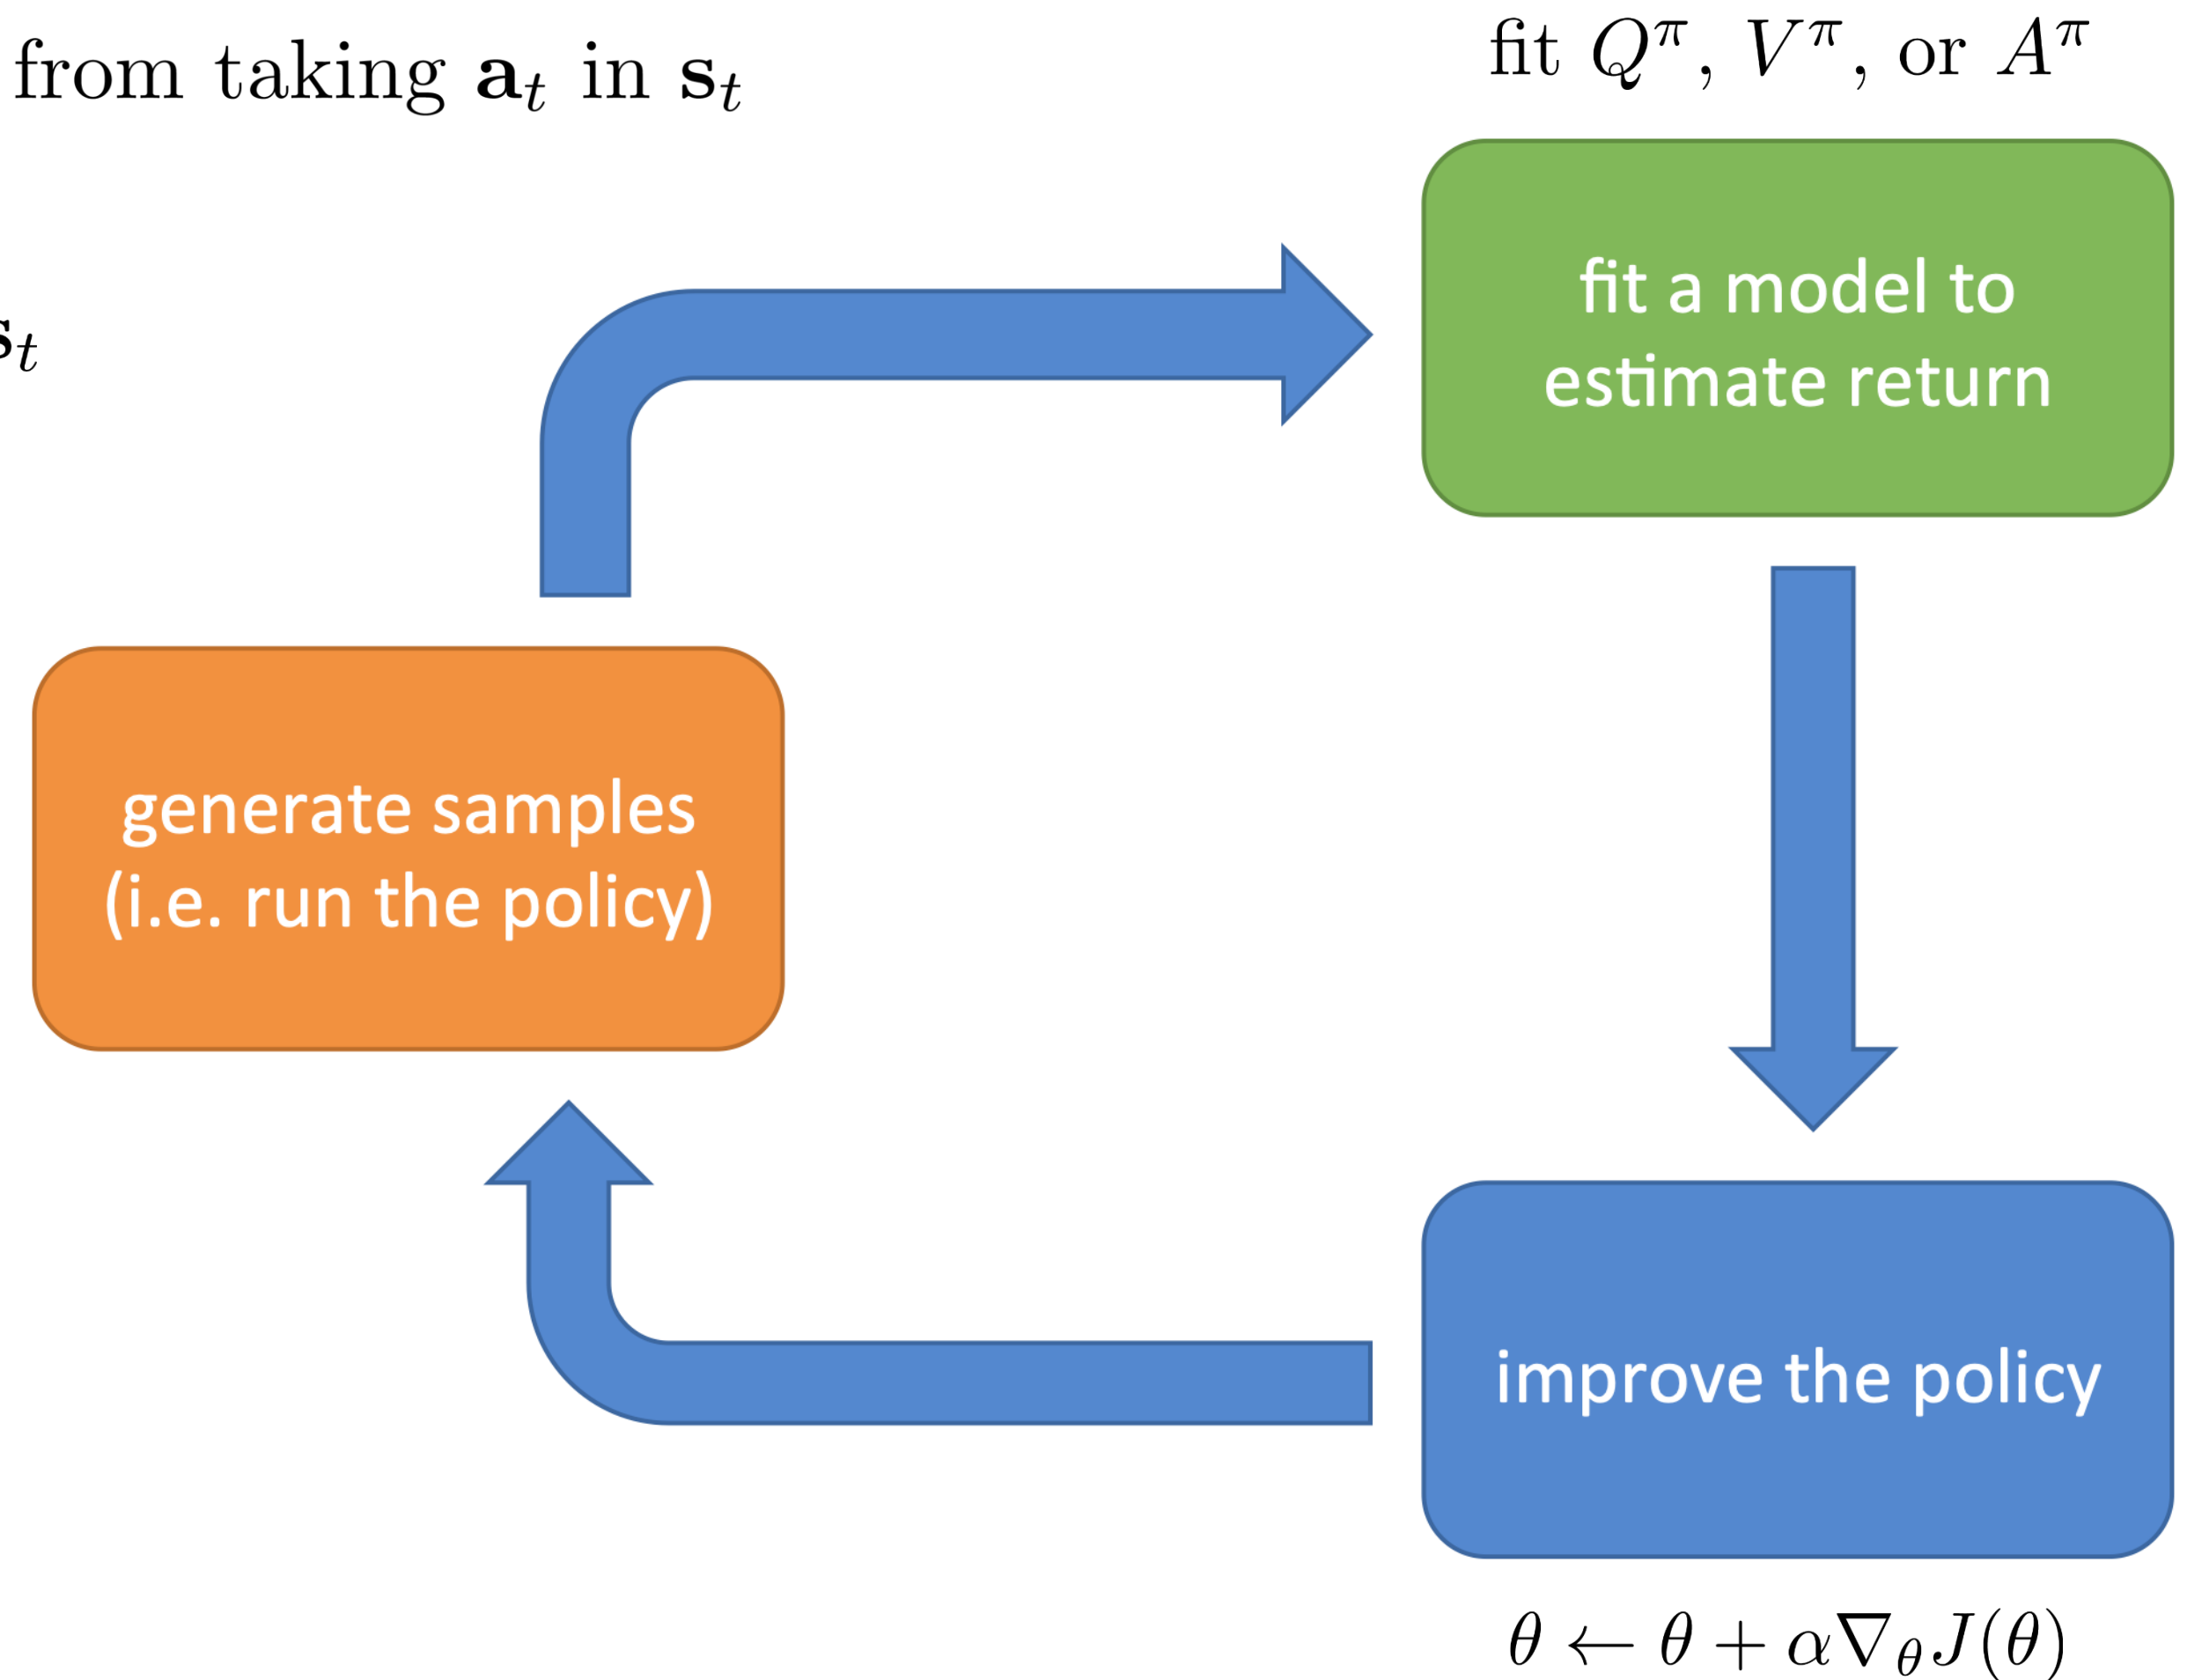 from taking a_t in s_t
fit Q^π, V^π, or A^π
fit a model to
estimate return
s_t
generate samples
(i.e. run the policy)
improve the policy
θ ← θ + α∇_θ J(θ)